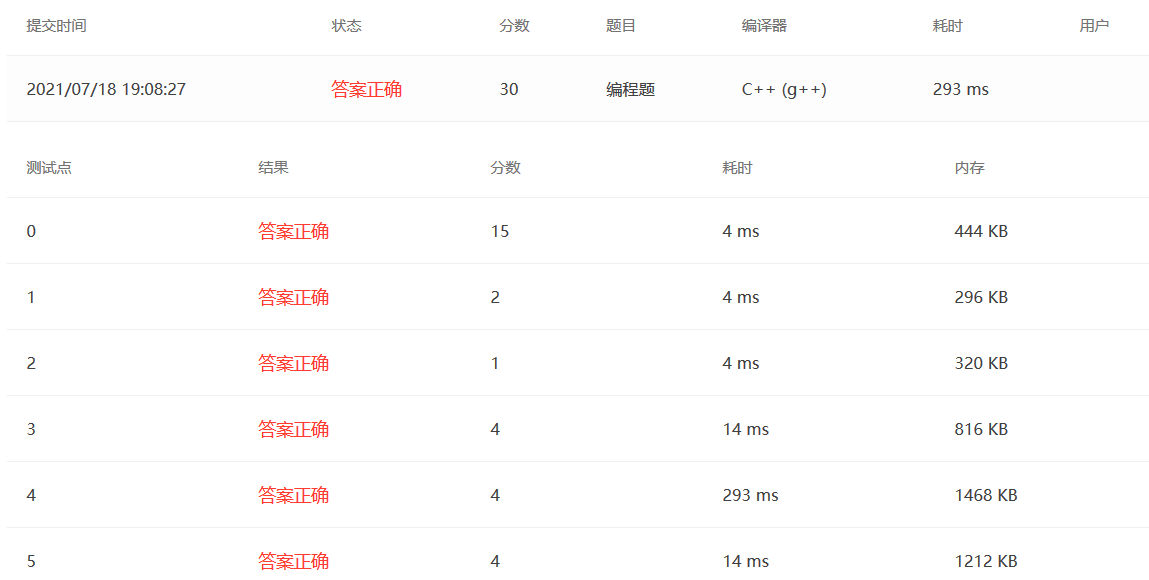 提交时间 状态 分数 题目 编译器 耗时 用户
2021/07/18 19:08:27 答案正确 30 编程题 C++ (g++) 293 ms
测试点 结果 分数 耗时 内存
0 答案正确 15 4 ms 444 KB
1 答案正确 2 4 ms 296 KB
2 答案正确 1 4 ms 320 KB
3 答案正确 4 14 ms 816 KB
4 答案正确 4 293 ms 1468 KB
5 答案正确 4 14 ms 1212 KB